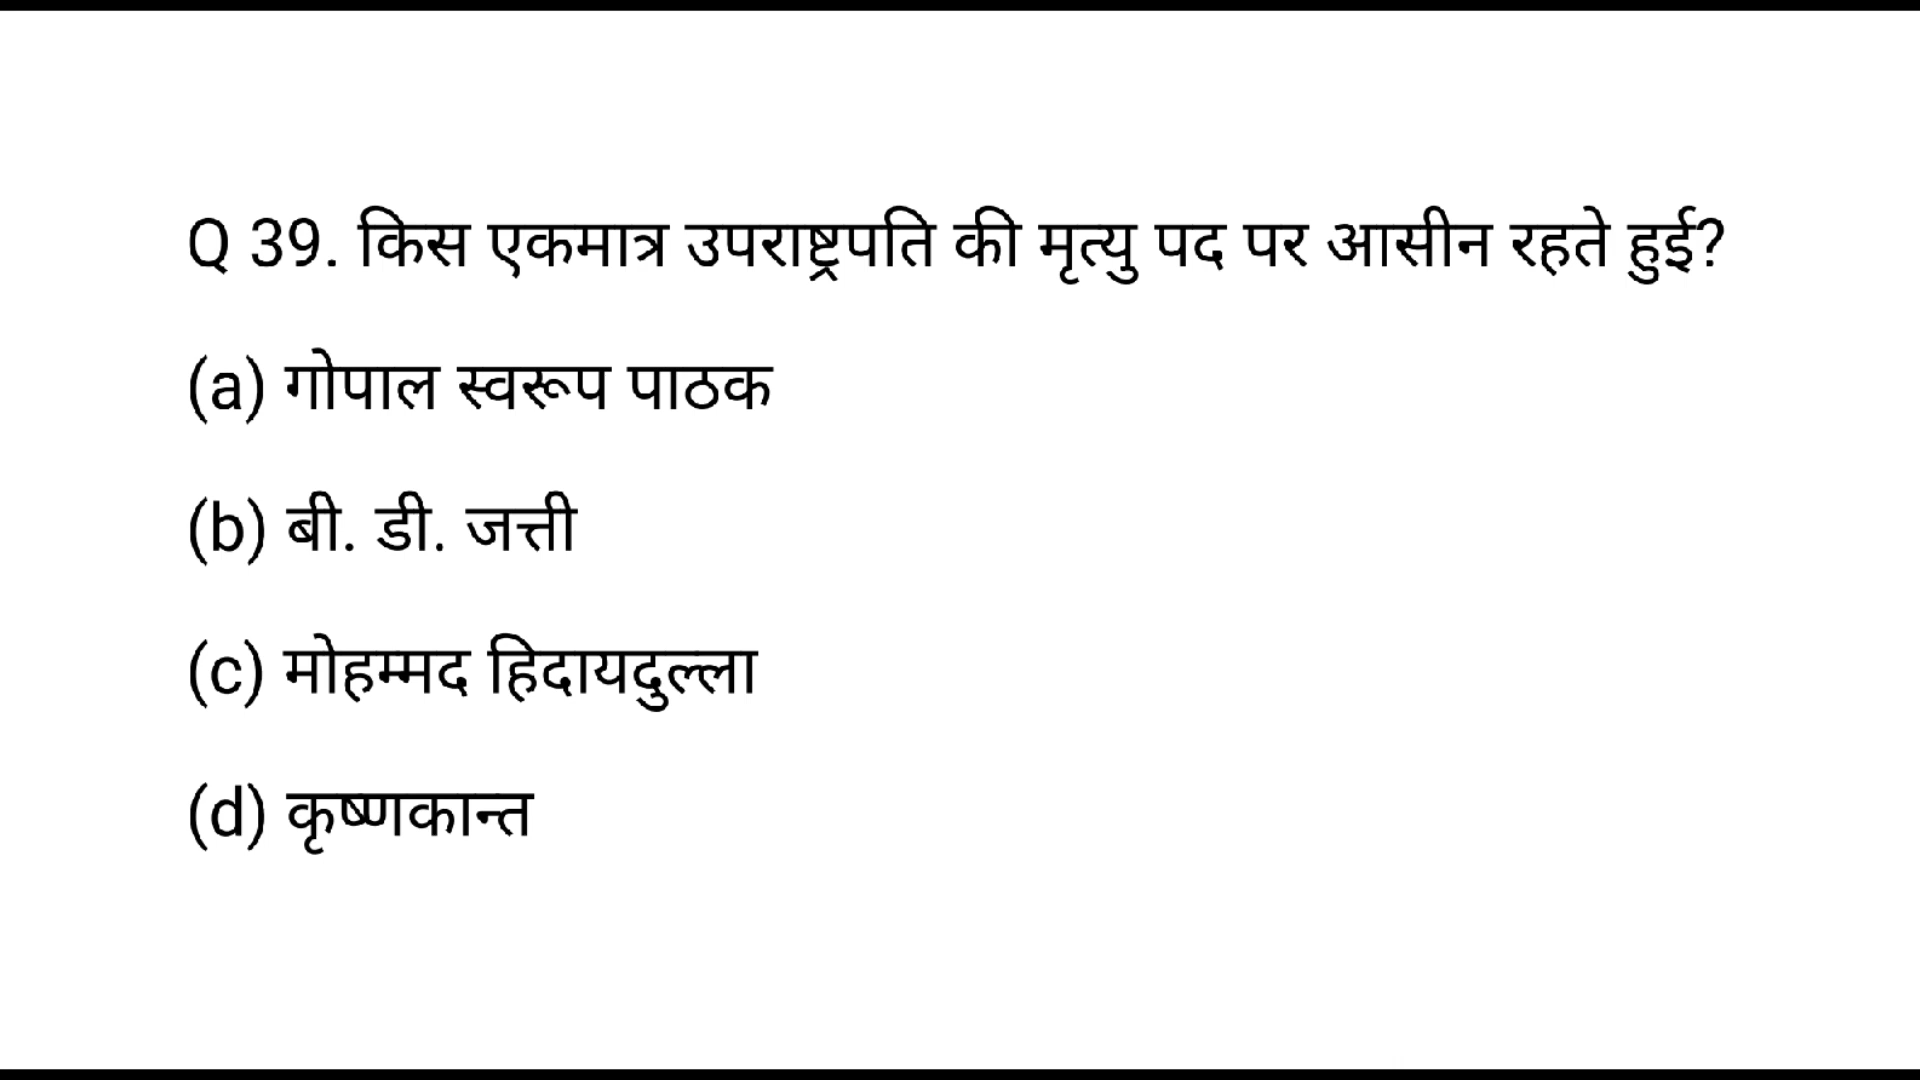 Q 39. किस एकमात्र उपराष्ट्रपति की मृत्यु पद पर आसीन रहते हुई?
(a) गोपाल स्वरूप पाठक
(b) बी. डी. जत्ती
(c) मोहम्मद हिदायदुल्ला
(d) कृष्णकान्त